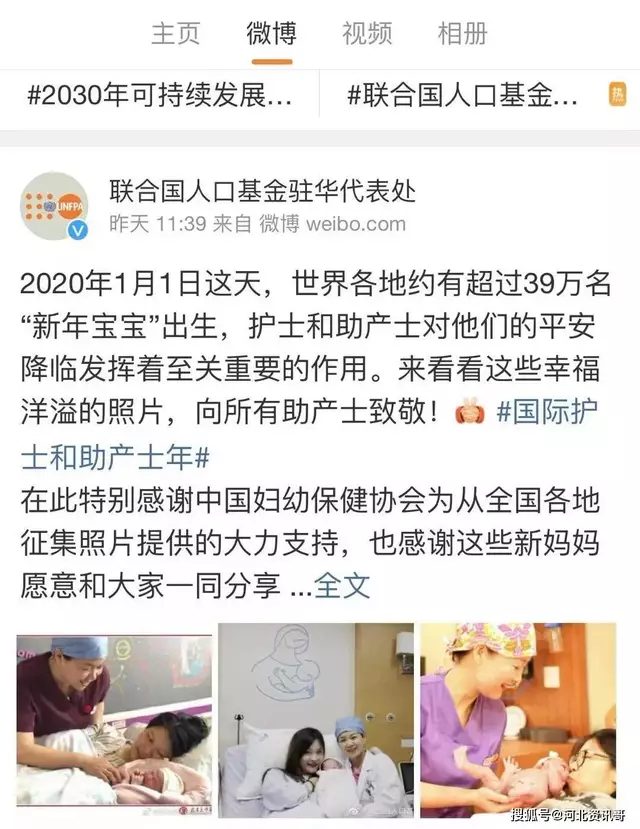 主页 微博 视频 相册
#2030年可持续发展... #联合国人口基金... 热
UNFPA
联合国人口基金驻华代表处
昨天 11:39 来自 微博 weibo.com
2020年1月1日这天，世界各地约有超过39万名
“新年宝宝”出生，护士和助产士对他们的平安
降临发挥着至关重要的作用。来看看这些幸福
洋溢的照片，向所有助产士致敬！ #国际护
士和助产士年#
在此特别感谢中国妇幼保健协会为从全国各地
征集照片提供的大力支持，也感谢这些新妈妈
愿意和大家一同分享 ...全文
搜狐号@河北资讯哥